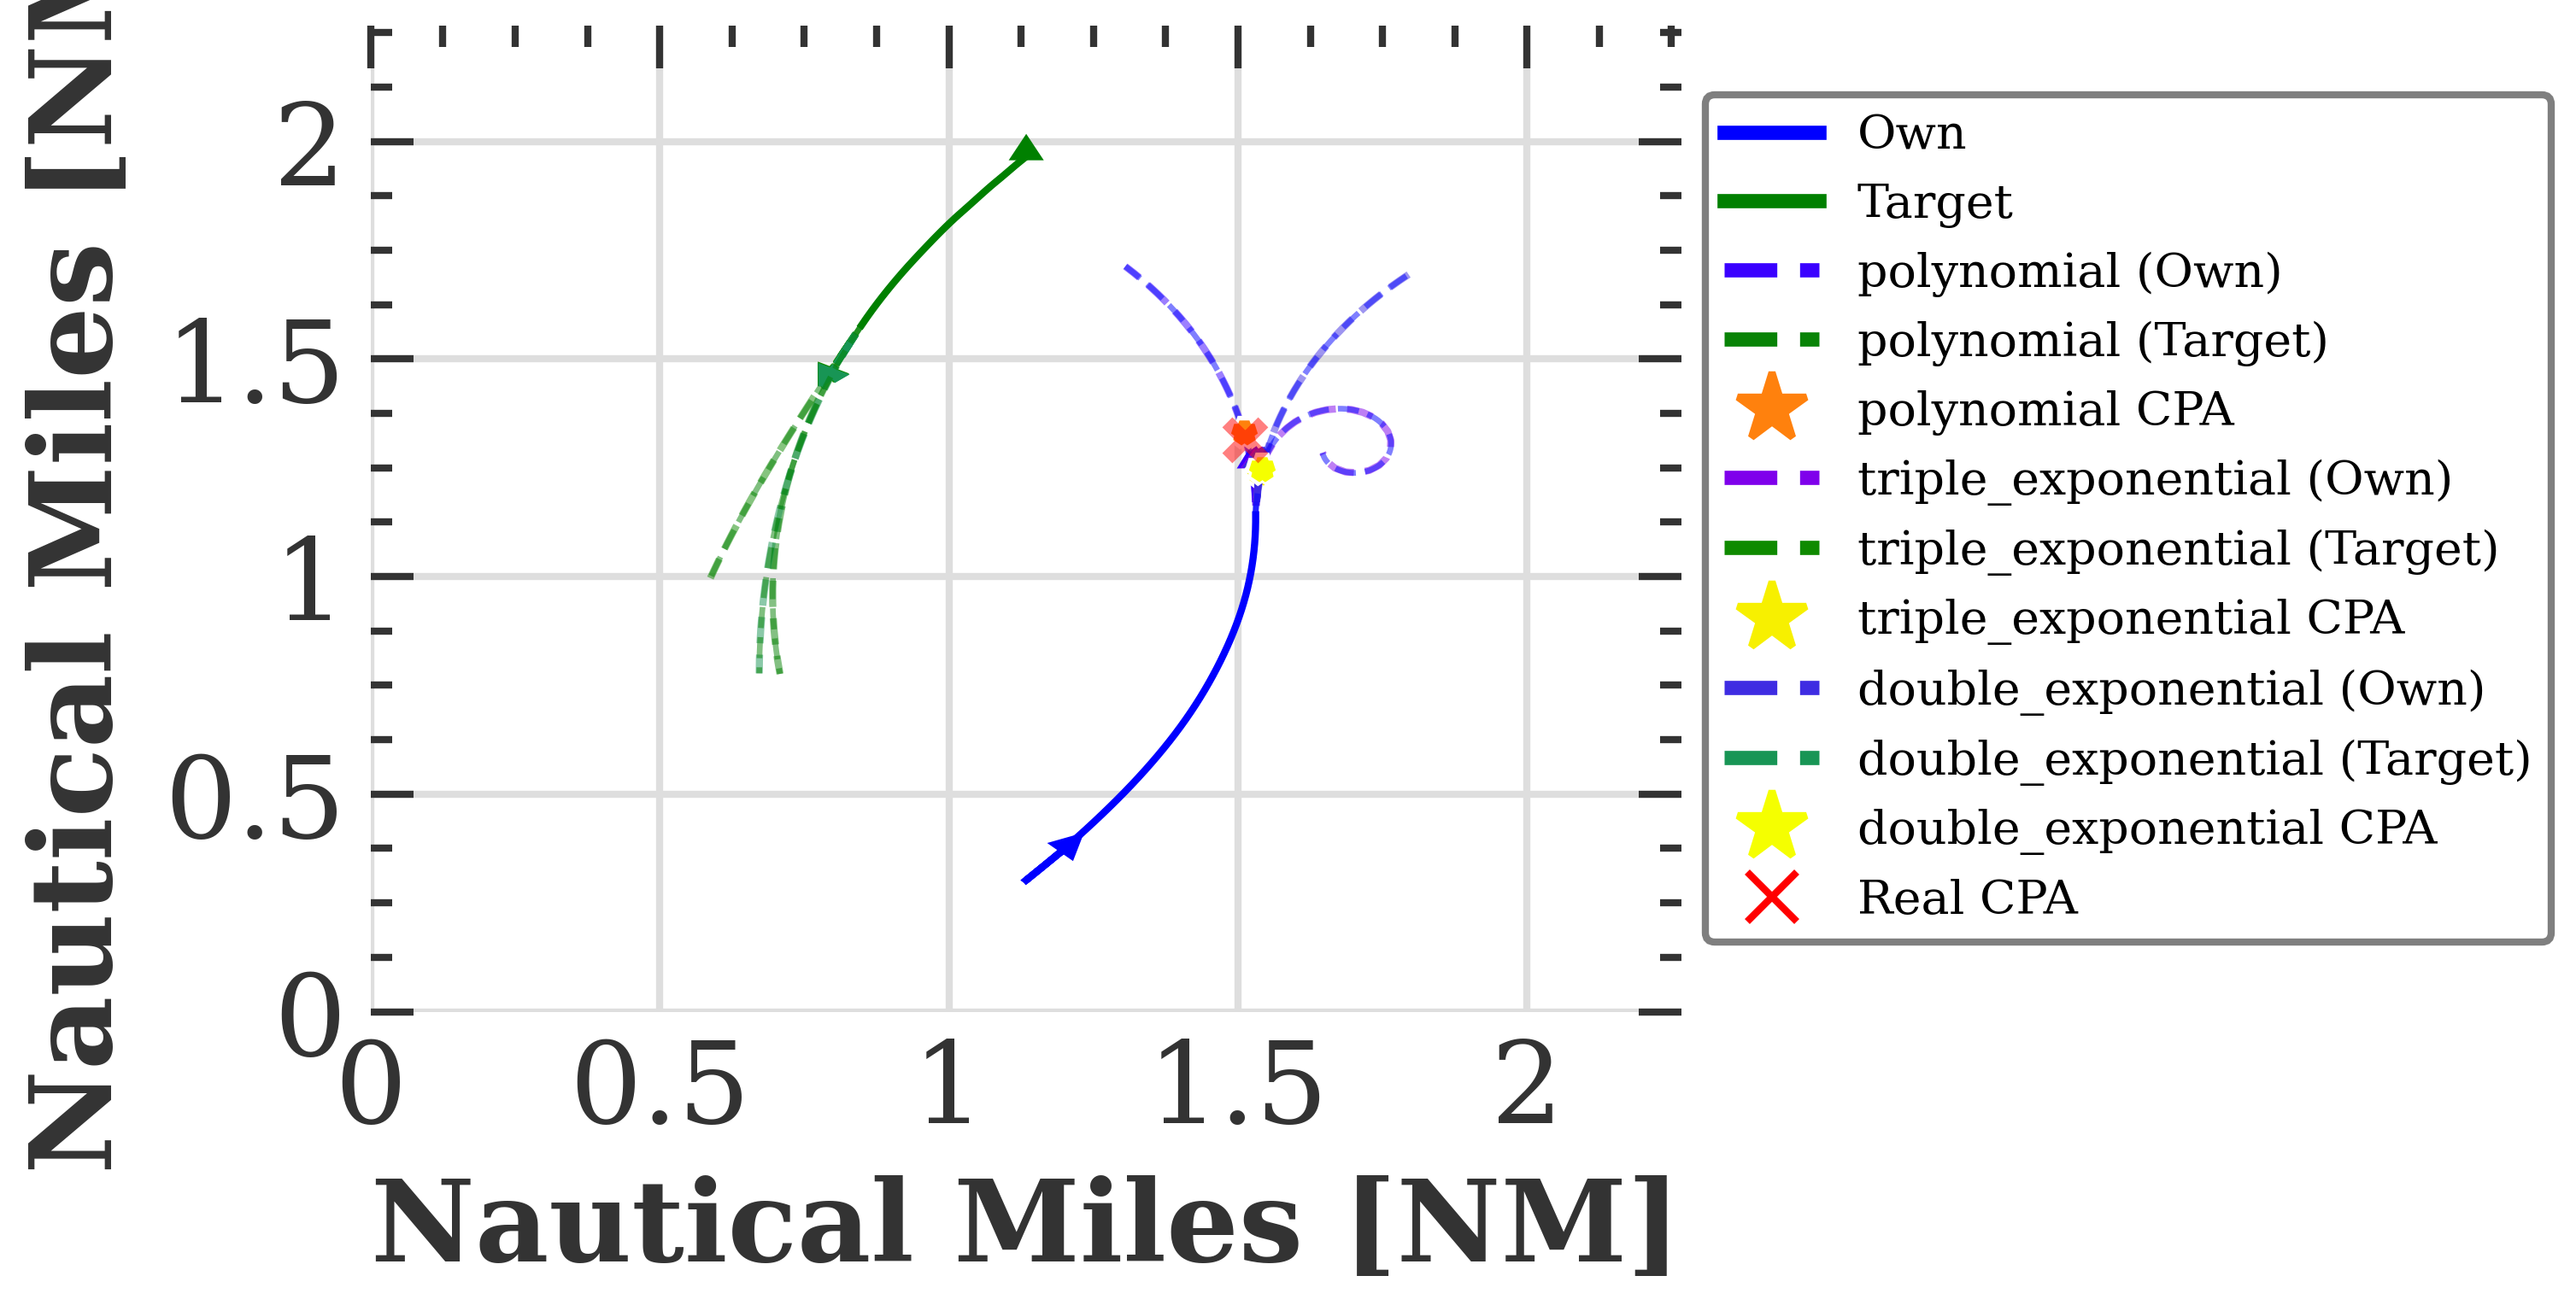 Nautical Miles [NM
2
1.5
1
0.5
0
0 0.5 1 1.5 2
Nautical Miles [NM]
Own
Target
polynomial (Own)
polynomial (Target)
polynomial CPA
triple_exponential (Own)
triple_exponential (Target)
triple_exponential CPA
double_exponential (Own)
double_exponential (Target)
double_exponential CPA
Real CPA